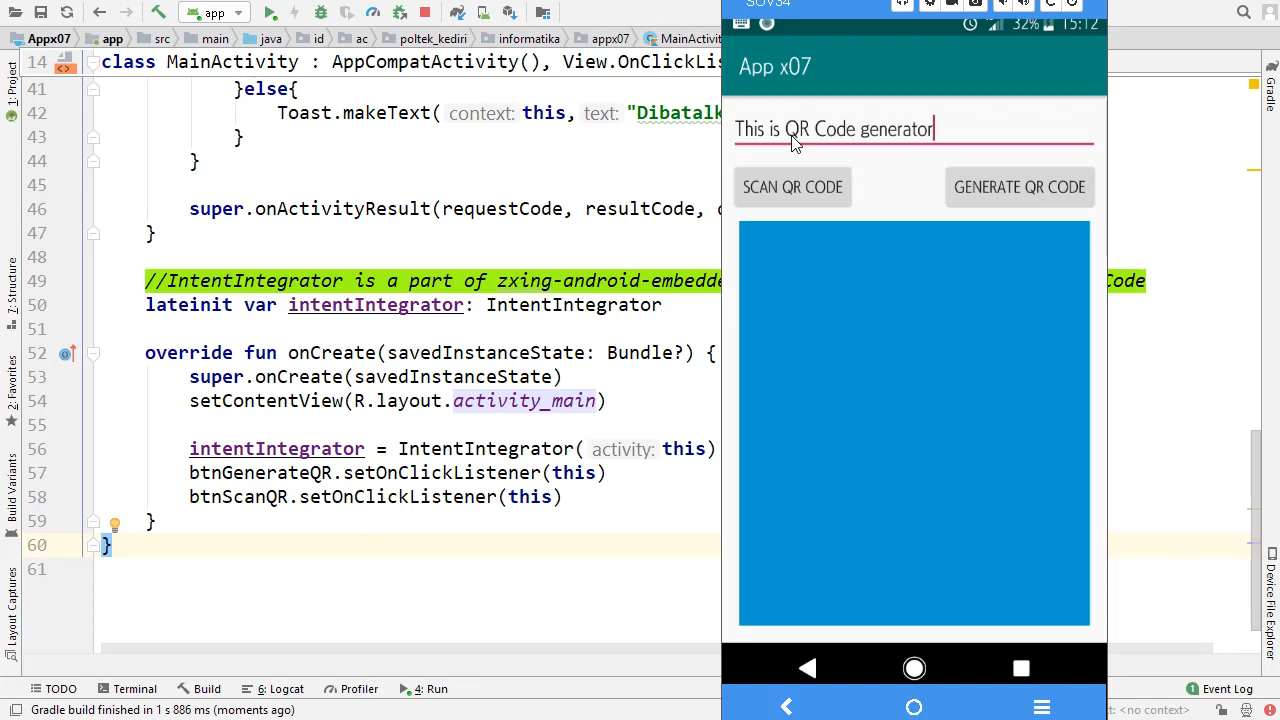 app
Appx07
app
src
main
java
id
ac
poltek_kediri
informatika
appx07
MainActivity
14 class MainActivity : AppCompatActivity(), View.OnClickLis
41 }else{
42 Toast.makeText( context: this, text: "Dibatalk
43 }
44 }
45
46 super.onActivityResult(requestCode, resultCode,
47 }
48
49 //IntentIntegrator is a part of zxing-android-embedde Code
50 lateinit var intentIntegrator: IntentIntegrator
51
52 override fun onCreate(savedInstanceState: Bundle?) {
53 super.onCreate(savedInstanceState)
54 setContentView(R.layout.activity_main)
55
56 intentIntegrator = IntentIntegrator( activity: this)
57 btnGenerateQR.setOnClickListener(this)
58 btnScanQR.setOnClickListener(this)
59 }
60 }
61
1: Project
7: Structure
2: Favorites
Build Variants
Layout Captures
SOV34
32% 15:12
App x07
This is QR Code generator
SCAN QR CODE
GENERATE QR CODE
Gradle
Device File Explorer
TODO
Terminal
Build
6: Logcat
Profiler
4: Run
1 Event Log
Gradle build finished in 1 s 886 ms (moments ago)
<no context>